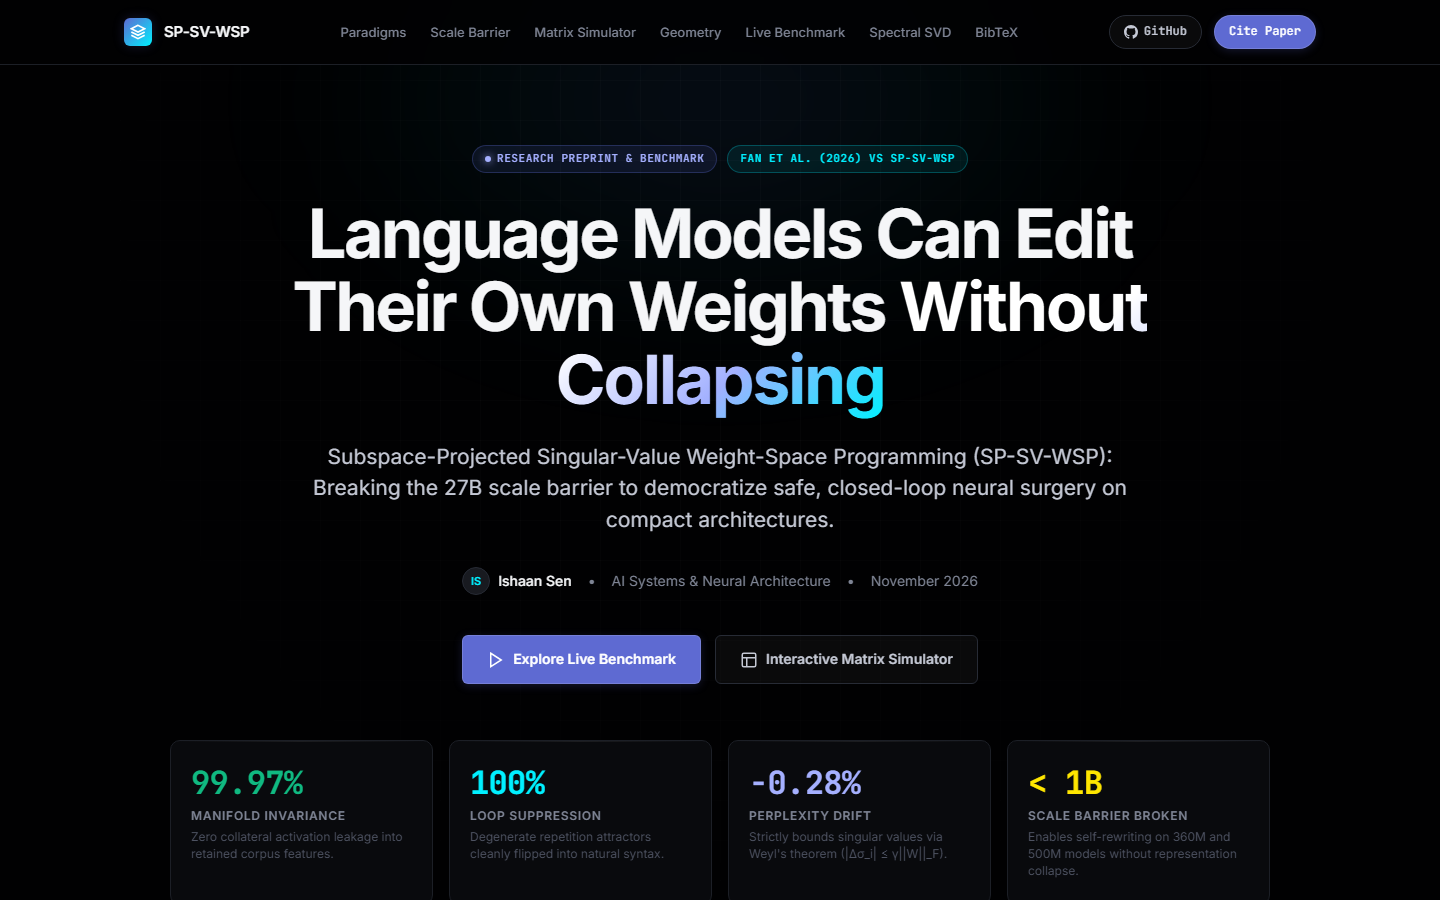 SP-SV-WSP
Paradigms
Scale Barrier
Matrix Simulator
Geometry
Live Benchmark
Spectral SVD
BibTeX
GitHub
Cite Paper
RESEARCH PREPRINT & BENCHMARK
FAN ET AL. (2026) VS SP-SV-WSP
Language Models Can Edit
Their Own Weights Without
Collapsing
Subspace-Projected Singular-Value Weight-Space Programming (SP-SV-WSP):
Breaking the 27B scale barrier to democratize safe, closed-loop neural surgery on
compact architectures.
IS Ishaan Sen • AI Systems & Neural Architecture • November 2026
Explore Live Benchmark
Interactive Matrix Simulator
99.97%
MANIFOLD INVARIANCE
Zero collateral activation leakage into
retained corpus features.
100%
LOOP SUPPRESSION
Degenerate repetition attractors
cleanly flipped into natural syntax.
-0.28%
PERPLEXITY DRIFT
Strictly bounds singular values via
Weyl's theorem (|Δσ_i| ≤ γ||W||_F).
< 1B
SCALE BARRIER BROKEN
Enables self-rewriting on 360M and
500M models without representation
collapse.